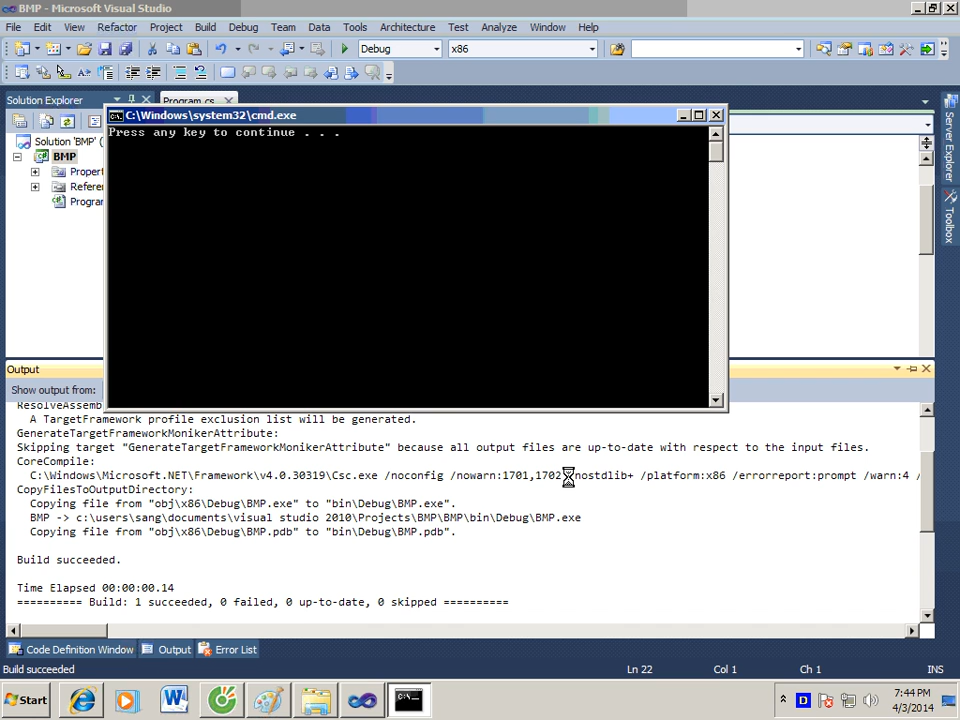 BMP - Microsoft Visual Studio
File Edit View Refactor Project Build Debug Team Data Tools Architecture Test Analyze Window Help
Debug x86
Solution Explorer
Program.cs
C:\Windows\system32\cmd.exe
Press any key to continue . . .
Solution 'BMP' (
BMP
Propert
Referen
Program
Server Explorer
Toolbox
Output
Show output from:
ResolveAssemb
A TargetFramework profile exclusion list will be generated.
GenerateTargetFrameworkMonikerAttribute:
Skipping target "GenerateTargetFrameworkMonikerAttribute" because all output files are up-to-date with respect to the input files.
CoreCompile:
C:\Windows\Microsoft.NET\Framework\v4.0.30319\Csc.exe /noconfig /nowarn:1701,1702 nostdlib+ /platform:x86 /errorreport:prompt /warn:4 /
CopyFilesToOutputDirectory:
Copying file from "obj\x86\Debug\BMP.exe" to "bin\Debug\BMP.exe".
BMP -> c:\users\sang\documents\visual studio 2010\Projects\BMP\BMP\bin\Debug\BMP.exe
Copying file from "obj\x86\Debug\BMP.pdb" to "bin\Debug\BMP.pdb".
Build succeeded.
Time Elapsed 00:00:00.14
========== Build: 1 succeeded, 0 failed, 0 up-to-date, 0 skipped ==========
Code Definition Window Output Error List
Build succeeded Ln 22 Col 1 Ch 1 INS
Start
D
7:44 PM
4/3/2014